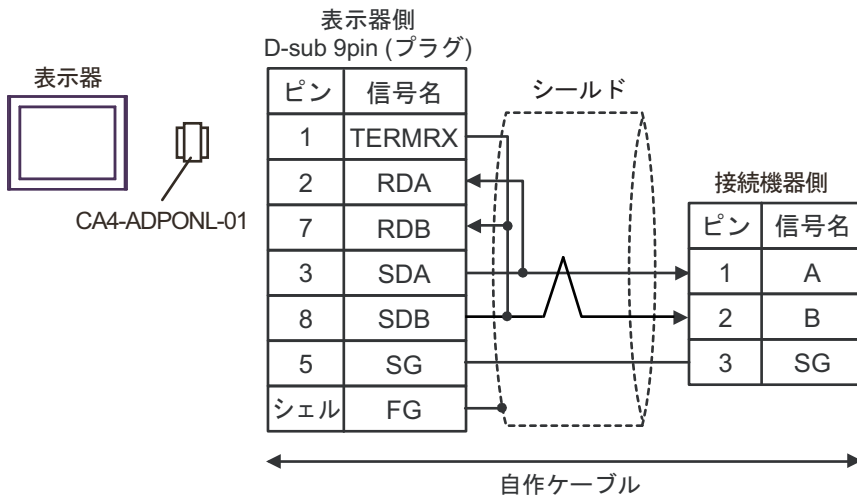 表示器側
D-sub 9pin (プラグ)
表示器
CA4-ADPONL-01
シールド
ピン 信号名
1 TERMRX
2 RDA
7 RDB
3 SDA
8 SDB
5 SG
シェル FG
接続機器側
ピン 信号名
1 A
2 B
3 SG
自作ケーブル